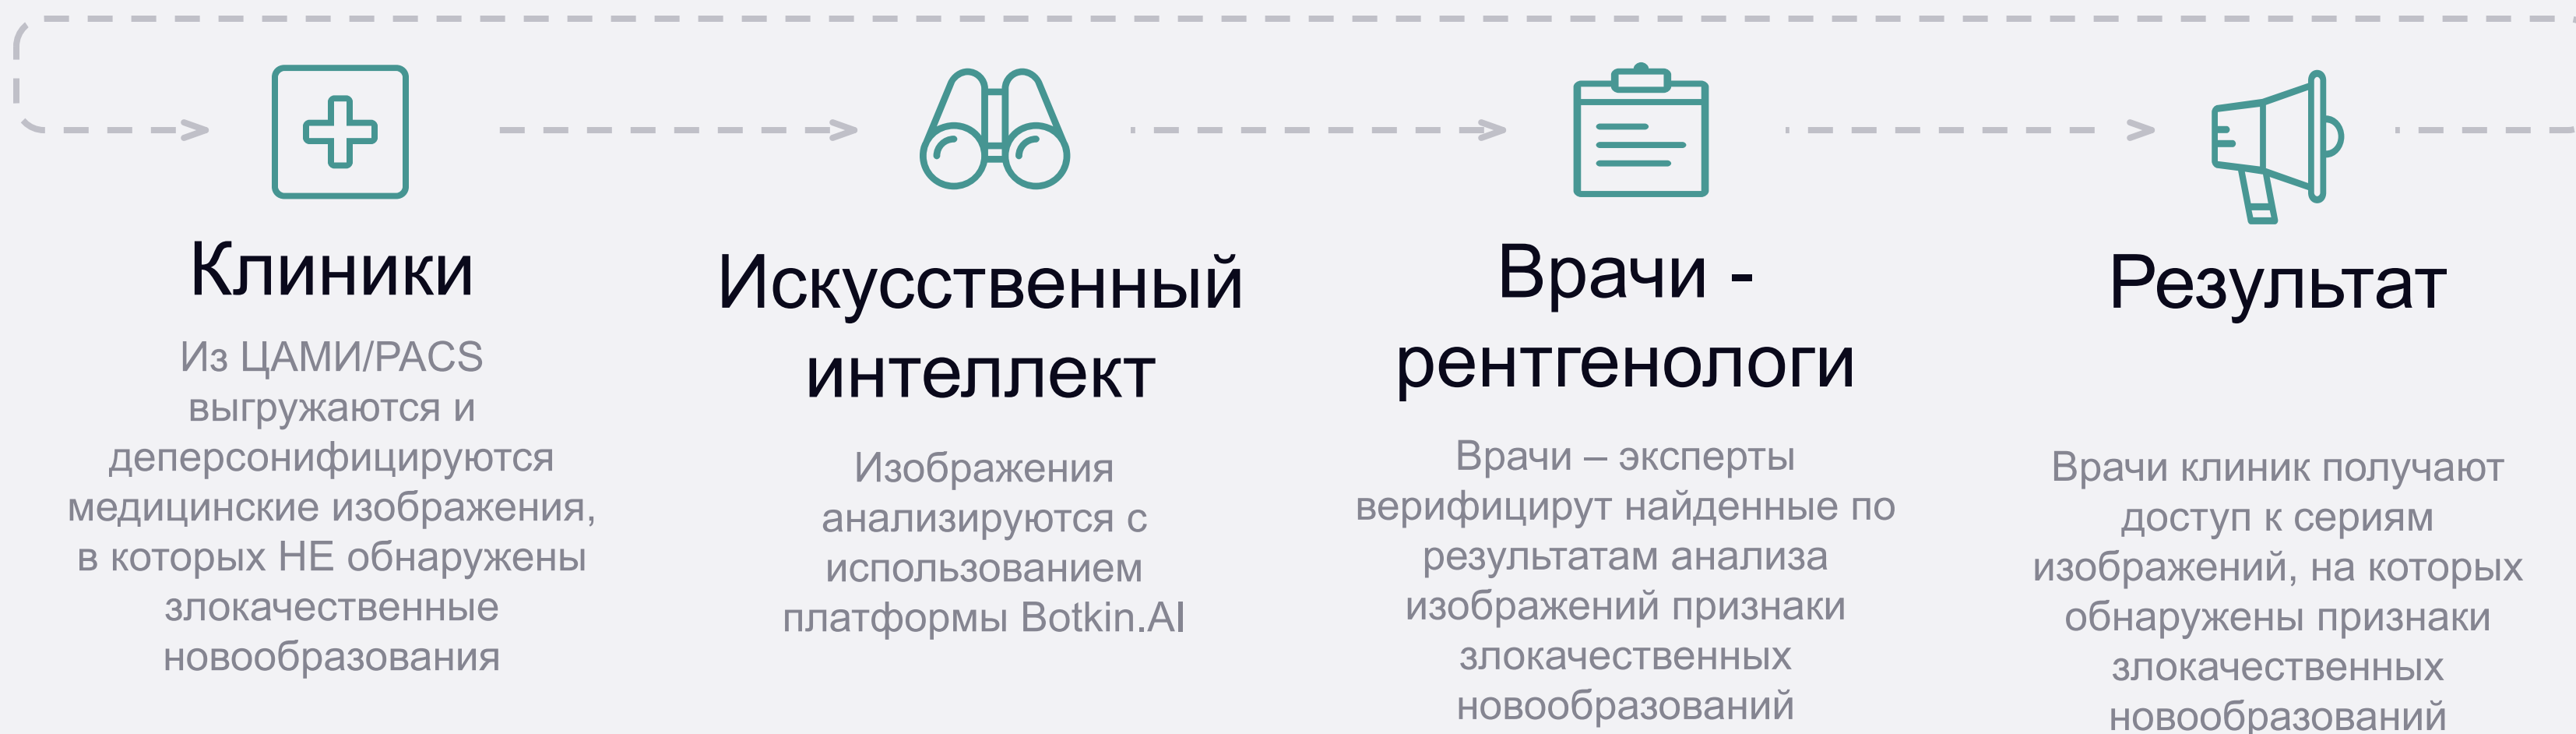 Клиники
Из ЦАМИ/PACS
выгружаются и
деперсонифицируются
медицинские изображения,
в которых НЕ обнаружены
злокачественные
новообразования
Искусственный
интеллект
Изображения
анализируются с
использованием
платформы Botkin.AI
Врачи -
рентгенологи
Врачи – эксперты
верифицирут найденные по
результатам анализа
изображений признаки
злокачественных
новообразований
Результат
Врачи клиник получают
доступ к сериям
изображений, на которых
обнаружены признаки
злокачественных
новообразований